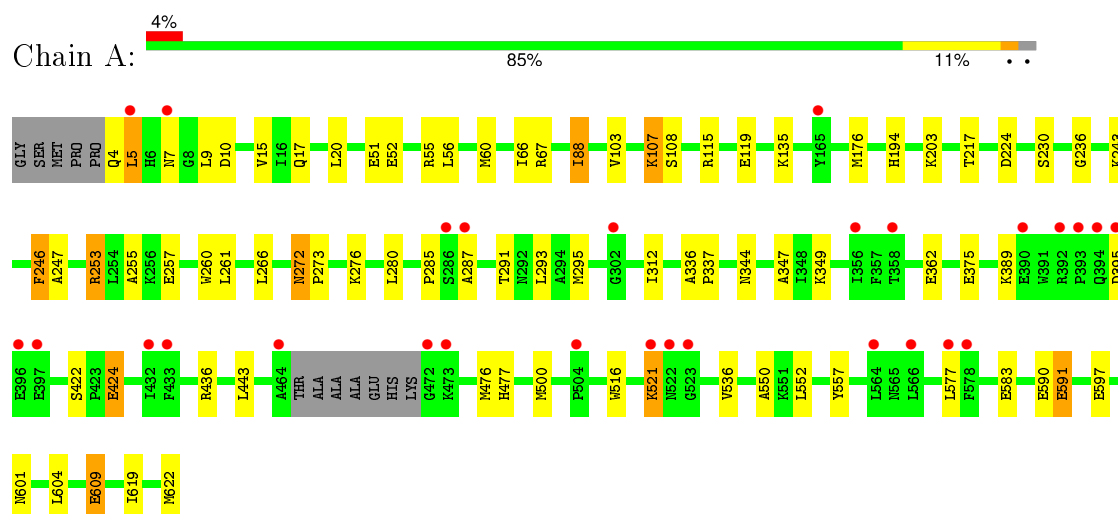 4%
Chain A:
85% 11% • •
GLY SER MET PRO PRO Q4 L5 H6 N7 G8 L9 D10 V15 I16 Q17 L20 E51 E52 R55 L56 M60 I66 R67 I88 V103 K107 S108 R115 E119 K135 Y165 M176 H194 K203 T217 D224 S230 G236 K243
F246 A247 R253 L254 A255 K256 E257 W260 L261 L266 N272 P273 K276 L280 P285 S286 A287 T291 N292 L293 A294 M295 G302 I312 A336 P337 N344 A347 I348 K349 I356 F357 T358 E362 E375 K389 E390 W391 R392 P393 Q394 D395
E396 E397 S422 P423 E424 I432 F433 R436 L443 A464 THR ALA ALA ALA GLU HIS LYS G472 K473 M476 H477 M500 P504 W516 K521 N522 G523 V536 A550 K551 L552 Y557 L564 N565 L566 L577 F578 E583 E590 E591 E597
N601 L604 E609 I619 M622